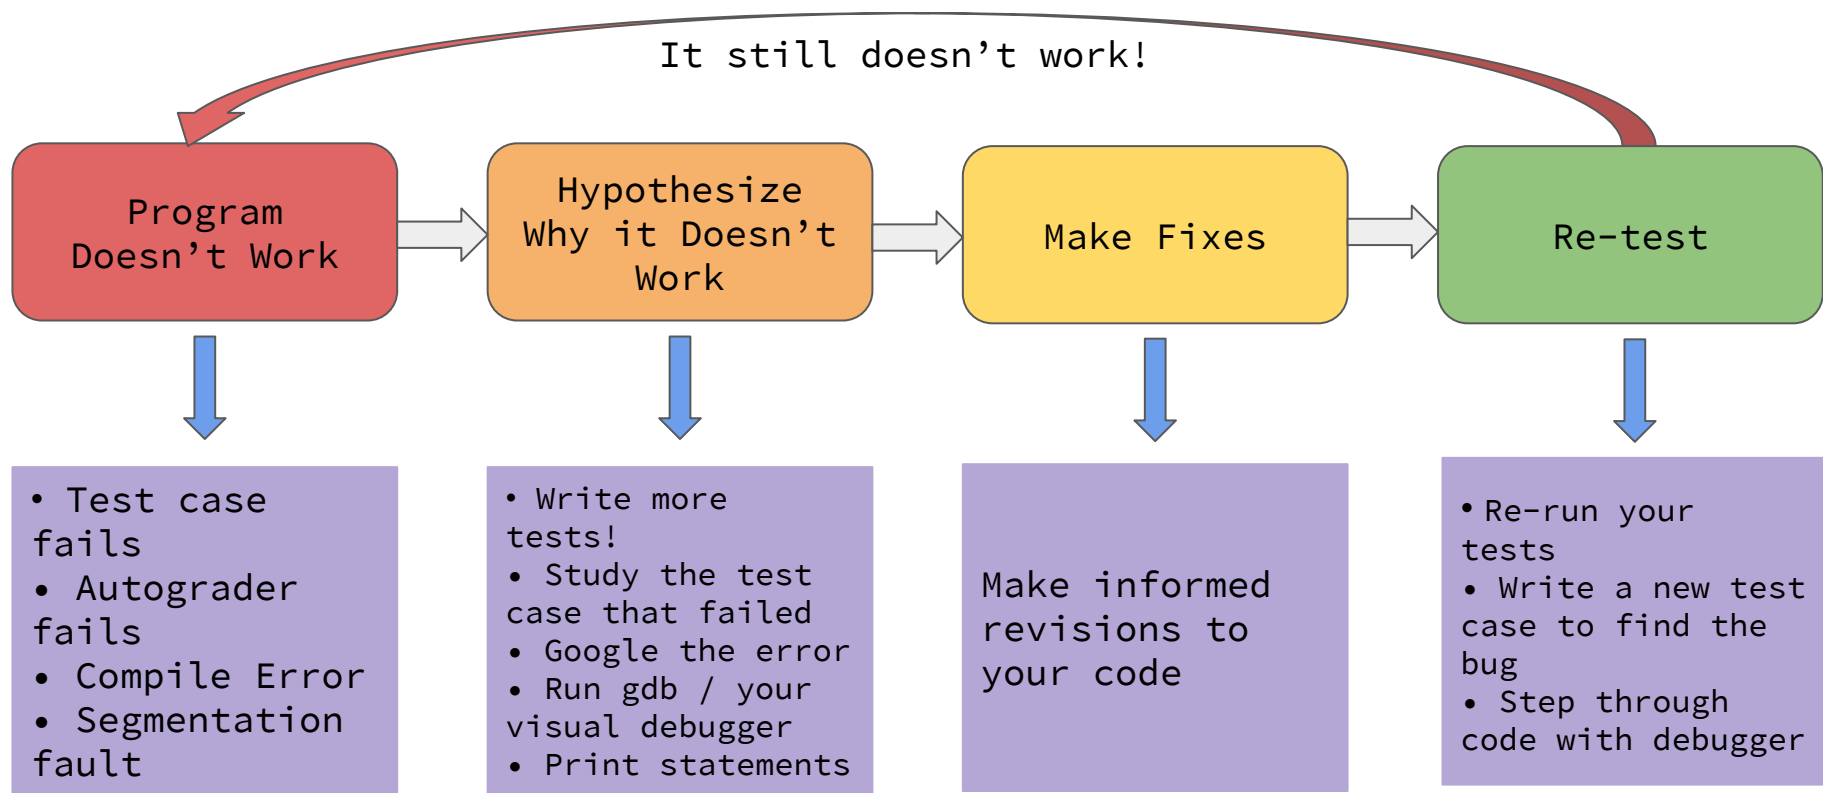 It still doesn’t work!
Program
Doesn’t Work
Hypothesize
Why it Doesn’t
Work
Make Fixes
Re-test
• Test case
fails
• Autograder
fails
• Compile Error
• Segmentation
fault
• Write more
tests!
• Study the test
case that failed
• Google the error
• Run gdb / your
visual debugger
• Print statements
Make informed
revisions to
your code
• Re-run your
tests
• Write a new test
case to find the
bug
• Step through
code with debugger